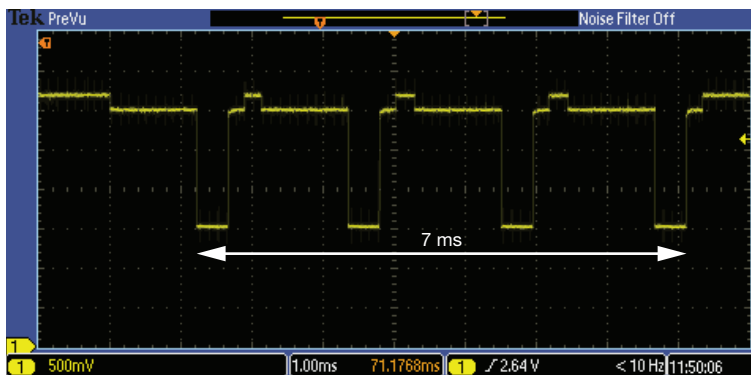 Tek PreVu Noise Filter Off
T
T
7 ms
1
1 500mV 1.00ms 71.1768ms 1 2.64 V < 10 Hz 11:50:06